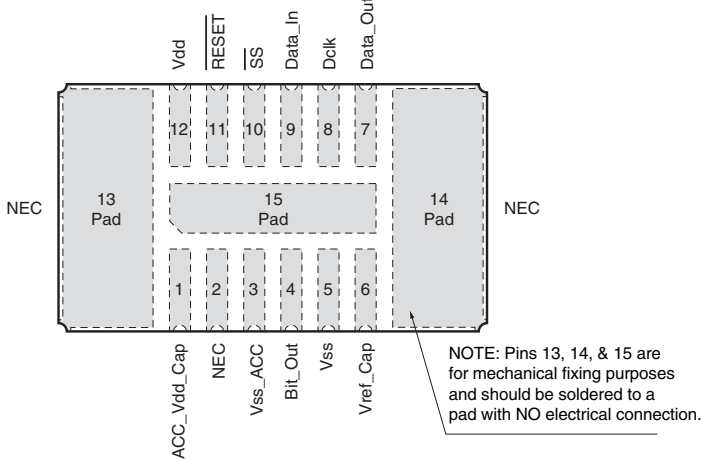 Vdd
RESET
SS
Data_In
Dclk
Data_Out
12
11
10
9
8
7
NEC
13
Pad
15
Pad
14
Pad
NEC
1
2
3
4
5
6
ACC_Vdd_Cap
NEC
Vss_ACC
Bit_Out
Vss
Vref_Cap
NOTE: Pins 13, 14, & 15 are
for mechanical fixing purposes
and should be soldered to a
pad with NO electrical connection.